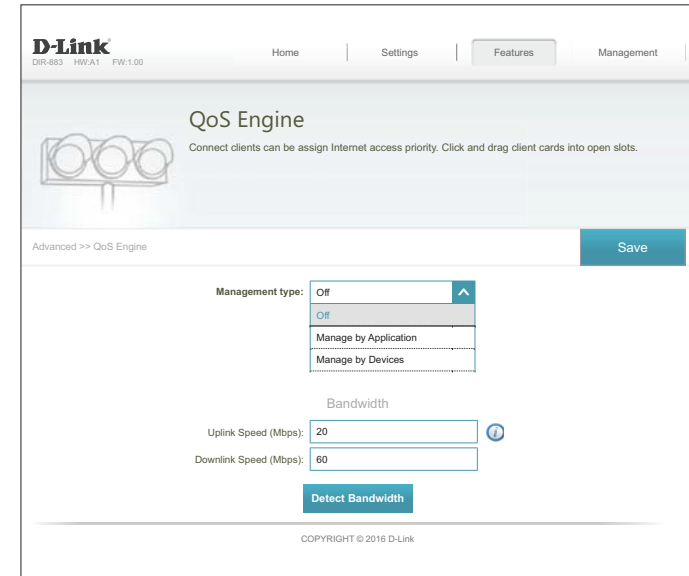 D-Link
DIR-883 HW:A1 FW:1.00
Home
Settings
Features
Management
QoS Engine
Connect clients can be assign Internet access priority. Click and drag client cards into open slots.
Advanced >> QoS Engine
Save
Management type: Off
Off
Manage by Application
Manage by Devices
Bandwidth
Uplink Speed (Mbps): 20
i
Downlink Speed (Mbps): 60
Detect Bandwidth
COPYRIGHT © 2016 D-Link